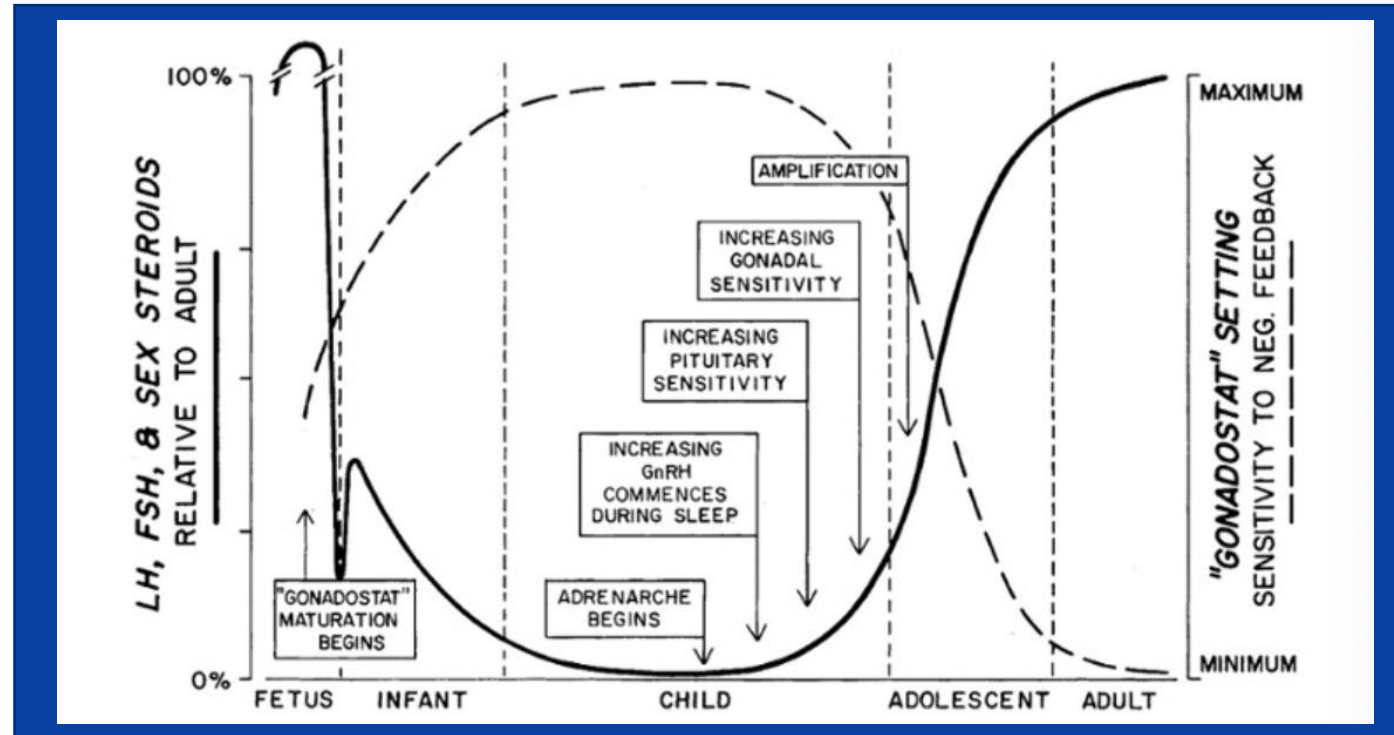 LH, FSH, & SEX STEROIDS
RELATIVE TO ADULT
100%
0%
"GONADOSTAT"
MATURATION
BEGINS
ADRENARCHE
BEGINS
INCREASING
GnRH
COMMENCES
DURING SLEEP
INCREASING
PITUITARY
SENSITIVITY
INCREASING
GONADAL
SENSITIVITY
AMPLIFICATION
MAXIMUM
MINIMUM
"GONADOSTAT" SETTING
SENSITIVITY TO NEG. FEEDBACK
FETUS INFANT CHILD ADOLESCENT ADULT